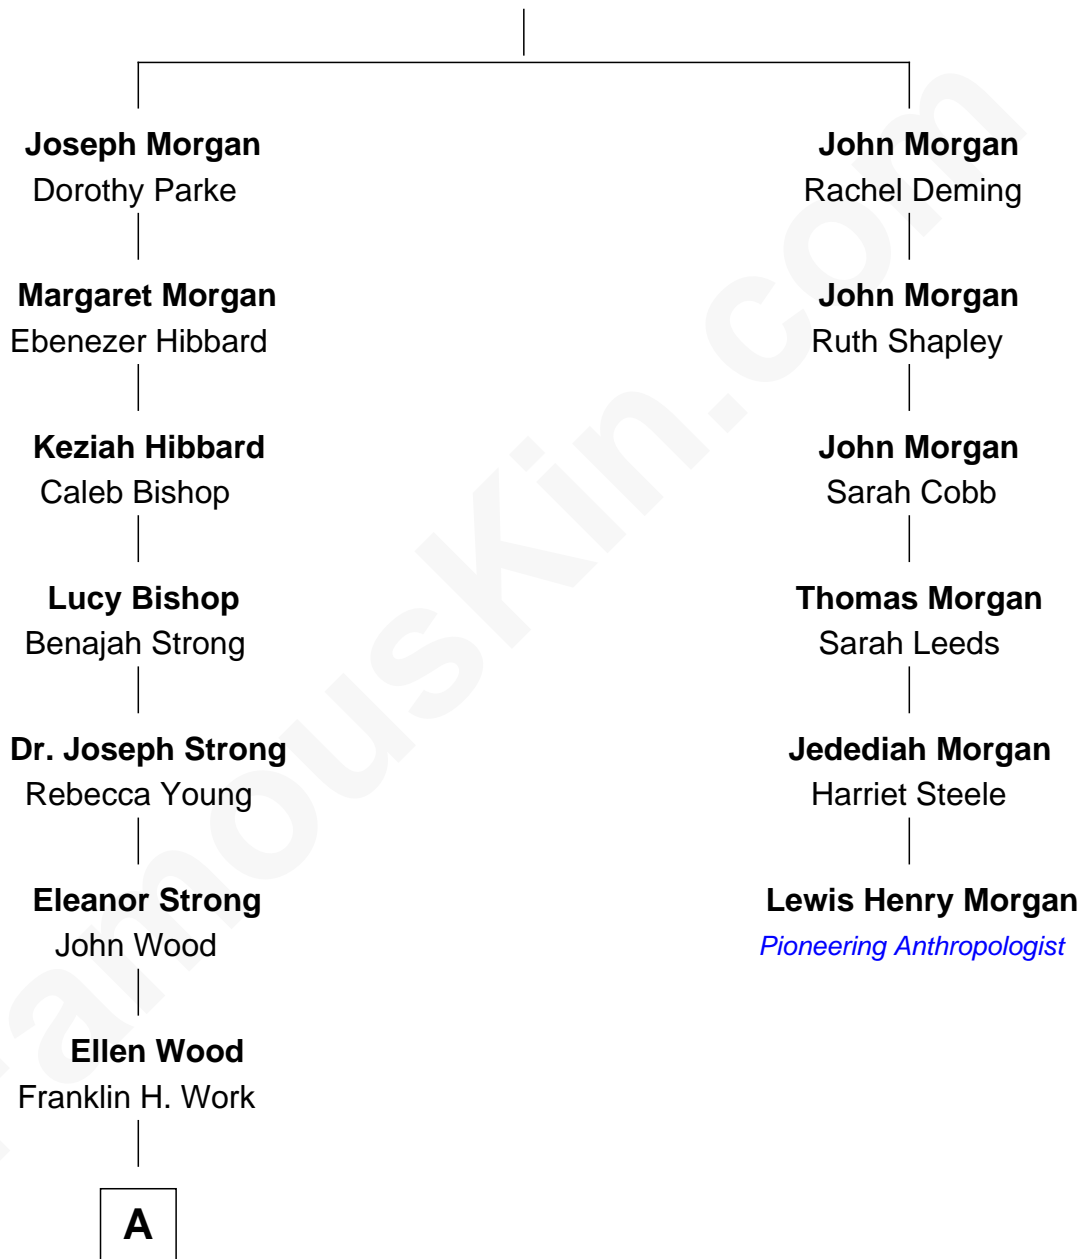 Joseph Morgan
Dorothy Parke
John Morgan
Rachel Deming
Margaret Morgan
Ebenezer Hibbard
John Morgan
Ruth Shapley
Keziah Hibbard
Caleb Bishop
John Morgan
Sarah Cobb
Lucy Bishop
Benajah Strong
Thomas Morgan
Sarah Leeds
Dr. Joseph Strong
Rebecca Young
Jedediah Morgan
Harriet Steele
Eleanor Strong
John Wood
Lewis Henry Morgan
Pioneering Anthropologist
Ellen Wood
Franklin H. Work
A
FamousKin.com